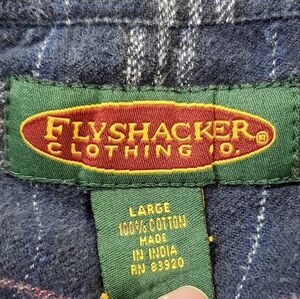 FLYSHACKER®
CLOTHING CO.
LARGE
100% COTTON
MADE
IN INDIA
RN 83920